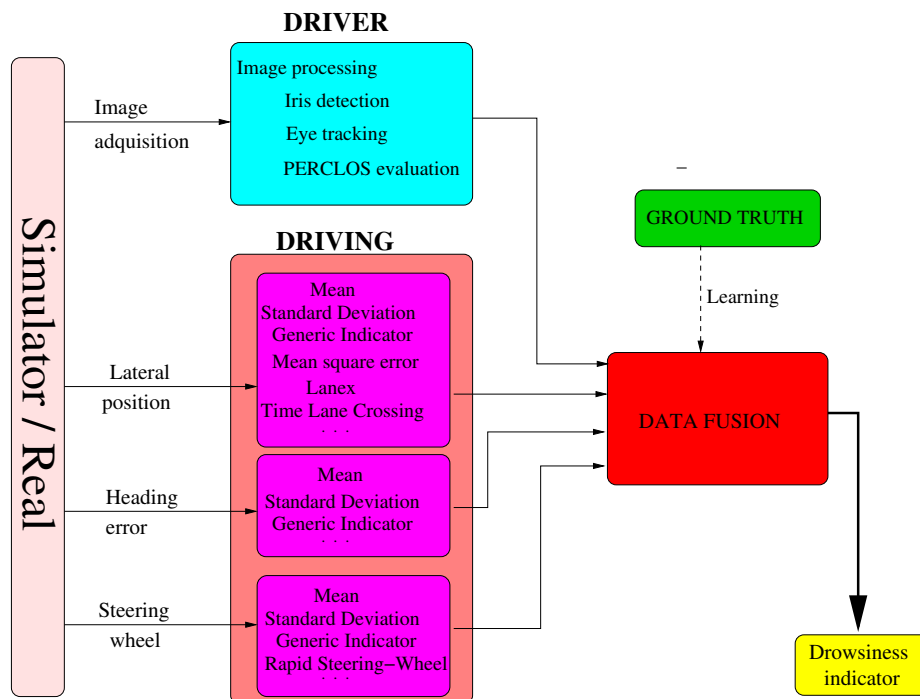 DRIVER
Image processing
Iris detection
Eye tracking
PERCLOS evaluation
Image
adquisition
Simulator / Real
DRIVING
Mean
Standard Deviation
Generic Indicator
Mean square error
Lanex
Time Lane Crossing
. . .
Lateral
position
Mean
Standard Deviation
Generic Indicator
. . .
Heading
error
Mean
Standard Deviation
Generic Indicator
Rapid Steering−Wheel
. . .
Steering
wheel
−
GROUND TRUTH
Learning
DATA FUSION
Drowsiness
indicator